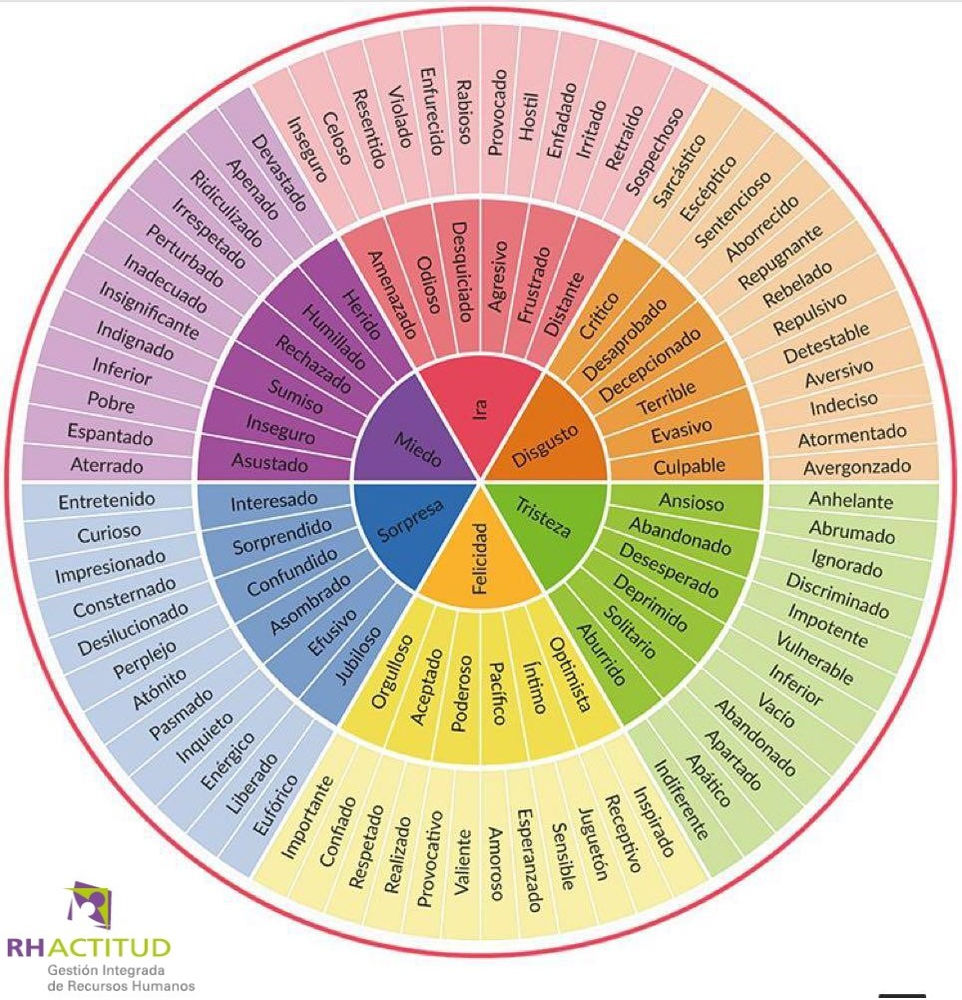 Ira
Disgusto
Tristeza
Felicidad
Sorpresa
Miedo
Amenazado
Odioso
Desquiciado
Agresivo
Frustrado
Distante
Crítico
Desaprobado
Decepcionado
Terrible
Evasivo
Culpable
Ansioso
Abandonado
Desesperado
Deprimido
Solitario
Aburrido
Optimista
Íntimo
Pacífico
Poderoso
Aceptado
Orgulloso
Jubiloso
Efusivo
Asombrado
Confundido
Sorprendido
Interesado
Asustado
Inseguro
Sumiso
Rechazado
Humillado
Herido
Inseguro
Celoso
Resentido
Violado
Enfurecido
Rabioso
Provocado
Hostil
Enfadado
Irritado
Retraído
Sospechoso
Sarcástico
Escéptico
Sentencioso
Aborrecido
Repugnante
Rebelado
Repulsivo
Detestable
Aversivo
Indeciso
Atormentado
Avergonzado
Anhelante
Abrumado
Ignorado
Discriminado
Impotente
Vulnerable
Inferior
Vacío
Abandonado
Apartado
Apático
Indiferente
Inspirado
Receptivo
Juguetón
Sensible
Esperanzado
Amoroso
Valiente
Provocativo
Realizado
Respetado
Confiado
Importante
Eufórico
Liberado
Enérgico
Inquieto
Pasmado
Atónito
Perplejo
Desilucionado
Consternado
Impresionado
Curioso
Entretenido
Aterrado
Espantado
Pobre
Inferior
Indignado
Insignificante
Inadecuado
Perturbado
Irrespetado
Ridiculizado
Apenado
Devastado
RHACTITUD
Gestión Integrada
de Recursos Humanos